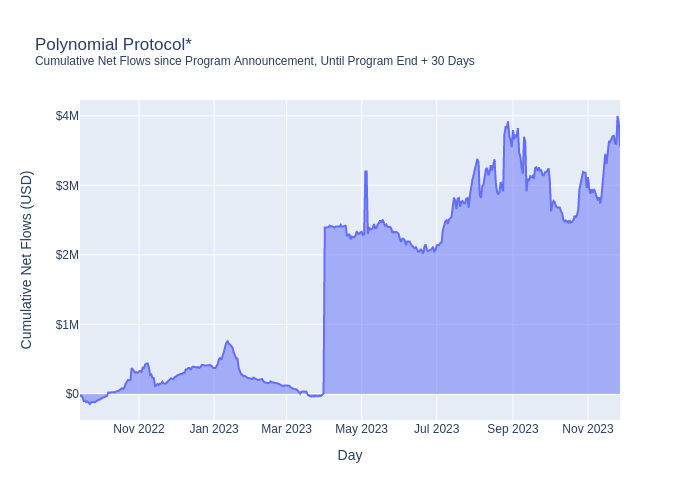 Polynomial Protocol*
Cumulative Net Flows since Program Announcement, Until Program End + 30 Days
Cumulative Net Flows (USD)
$4M
$3M
$2M
$1M
$0
Nov 2022 Jan 2023 Mar 2023 May 2023 Jul 2023 Sep 2023 Nov 2023
Day